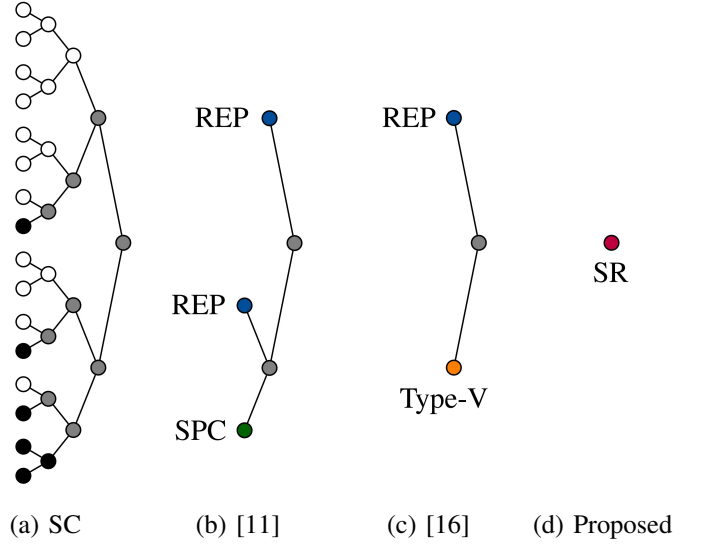 REP
REP
SR
REP
Type-V
SPC
(a) SC
(b) [11]
(c) [16]
(d) Proposed